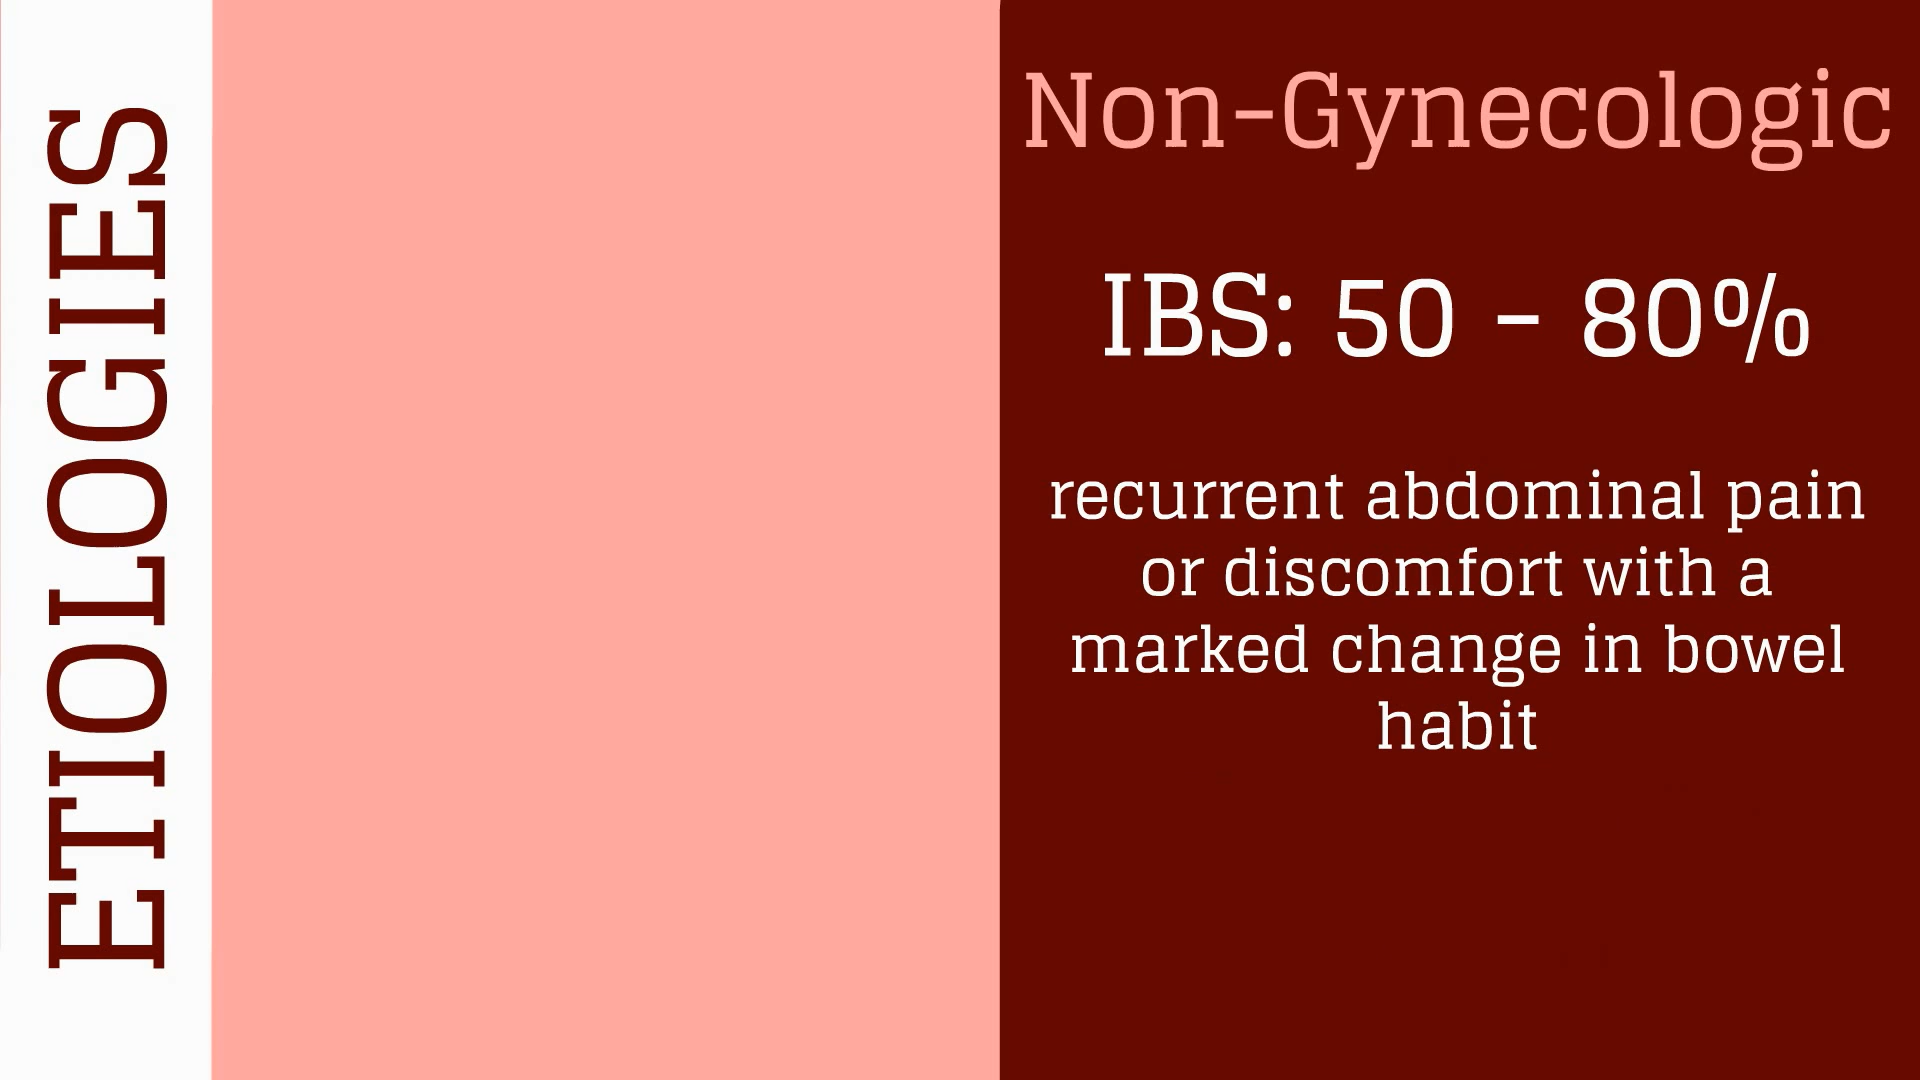 ETIOLOGIES
Non-Gynecologic
IBS: 50 - 80%
recurrent abdominal pain
or discomfort with a
marked change in bowel
habit